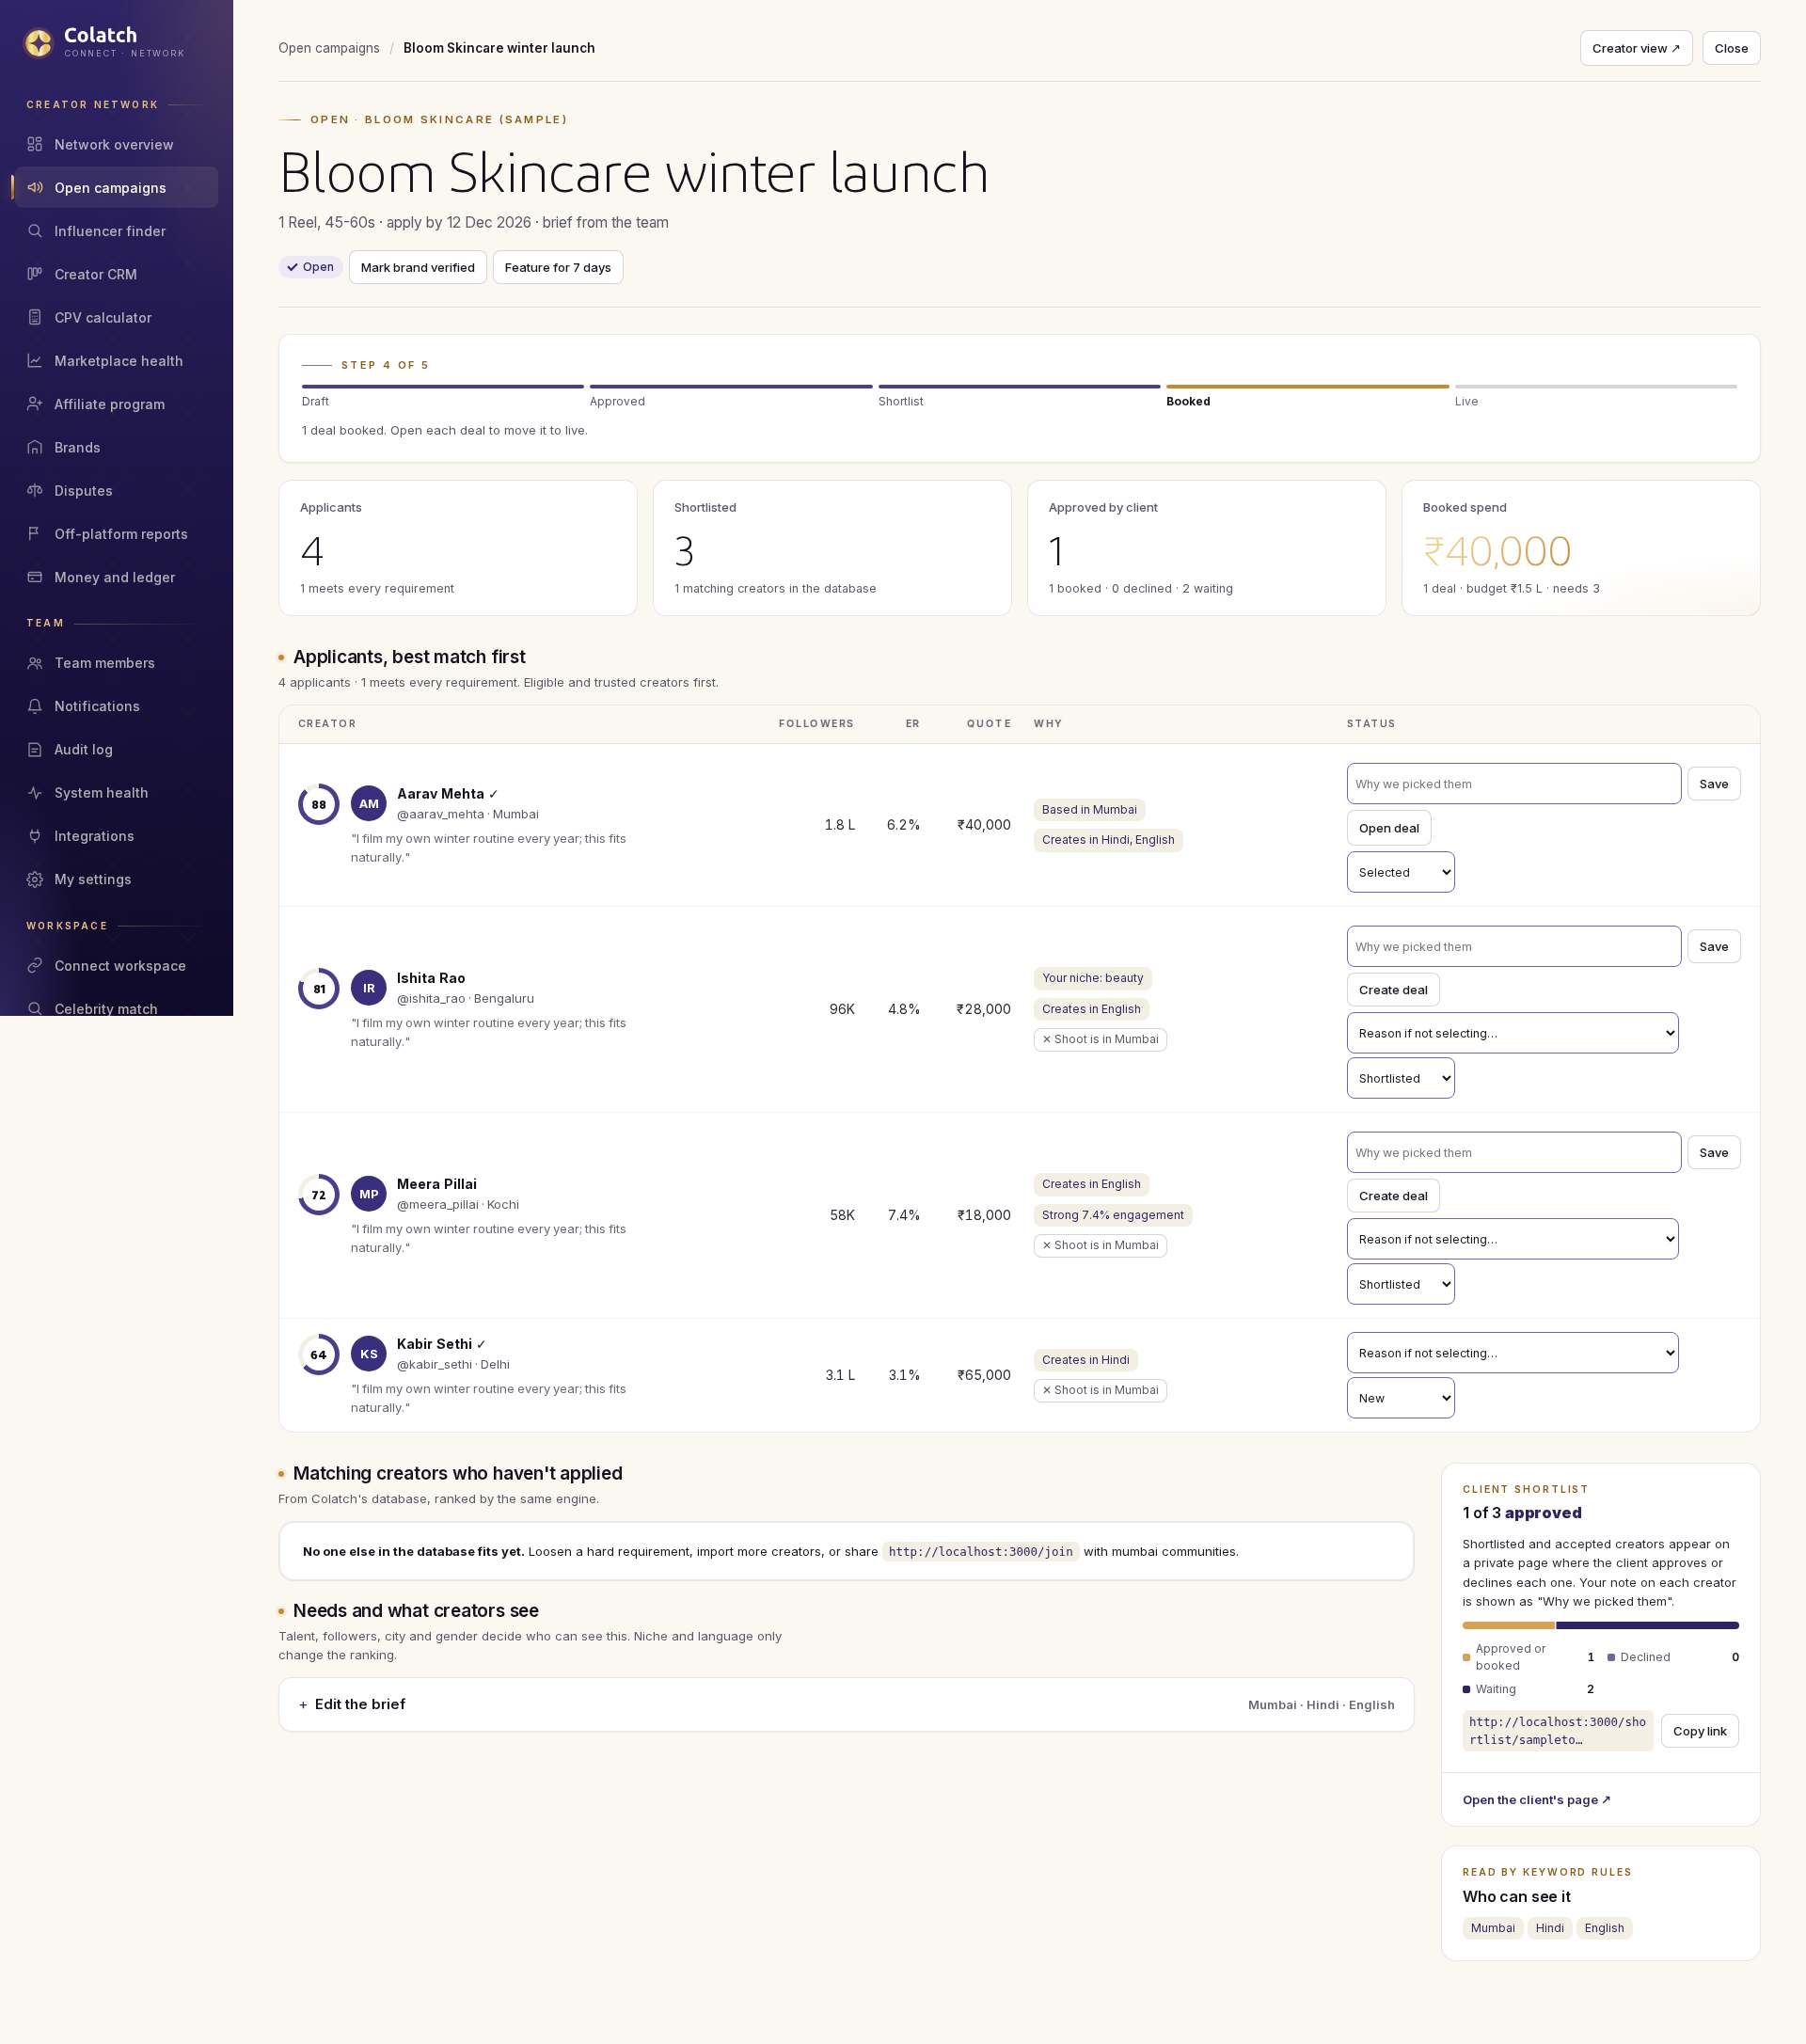 Colatch
CONNECT · NETWORK
CREATOR NETWORK
Network overview
Open campaigns
Influencer finder
Creator CRM
CPV calculator
Marketplace health
Affiliate program
Brands
Disputes
Off-platform reports
Money and ledger
TEAM
Team members
Notifications
Audit log
System health
Integrations
My settings
WORKSPACE
Connect workspace
Celebrity match
Open campaigns / Bloom Skincare winter launch
Creator view ↗ Close
OPEN · BLOOM SKINCARE (SAMPLE)
Bloom Skincare winter launch
1 Reel, 45-60s · apply by 12 Dec 2026 · brief from the team
✓ Open Mark brand verified Feature for 7 days
STEP 4 OF 5
Draft Approved Shortlist Booked Live
1 deal booked. Open each deal to move it to live.
Applicants
4
1 meets every requirement
Shortlisted
3
1 matching creators in the database
Approved by client
1
1 booked · 0 declined · 2 waiting
Booked spend
₹40,000
1 deal · budget ₹1.5 L · needs 3
Applicants, best match first
4 applicants · 1 meets every requirement. Eligible and trusted creators first.
CREATOR FOLLOWERS ER QUOTE WHY STATUS
88 AM Aarav Mehta ✓
@aarav_mehta · Mumbai
"I film my own winter routine every year; this fits
naturally."
1.8 L 6.2% ₹40,000
Based in Mumbai
Creates in Hindi, English
Why we picked them Save
Open deal
Selected
81 IR Ishita Rao
@ishita_rao · Bengaluru
"I film my own winter routine every year; this fits
naturally."
96K 4.8% ₹28,000
Your niche: beauty
Creates in English
✕ Shoot is in Mumbai
Why we picked them Save
Create deal
Reason if not selecting...
Shortlisted
72 MP Meera Pillai
@meera_pillai · Kochi
"I film my own winter routine every year; this fits
naturally."
58K 7.4% ₹18,000
Creates in English
Strong 7.4% engagement
✕ Shoot is in Mumbai
Why we picked them Save
Create deal
Reason if not selecting...
Shortlisted
64 KS Kabir Sethi ✓
@kabir_sethi · Delhi
"I film my own winter routine every year; this fits
naturally."
3.1 L 3.1% ₹65,000
Creates in Hindi
✕ Shoot is in Mumbai
Reason if not selecting...
New
Matching creators who haven't applied
From Colatch's database, ranked by the same engine.
No one else in the database fits yet. Loosen a hard requirement, import more creators, or share http://localhost:3000/join with mumbai communities.
Needs and what creators see
Talent, followers, city and gender decide who can see this. Niche and language only
change the ranking.
+ Edit the brief Mumbai · Hindi · English
CLIENT SHORTLIST
1 of 3 approved
Shortlisted and accepted creators appear on
a private page where the client approves or
declines each one. Your note on each creator
is shown as "Why we picked them".
Approved or
booked 1 Declined 0
Waiting 2
http://localhost:3000/sho
rtlist/sampleto… Copy link
Open the client's page ↗
READ BY KEYWORD RULES
Who can see it
Mumbai Hindi English